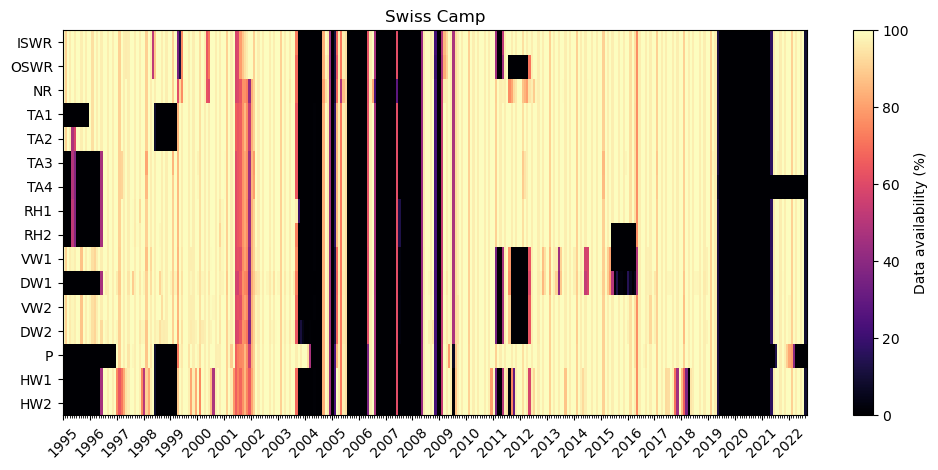 Swiss Camp
ISWR
OSWR
NR
TA1
TA2
TA3
TA4
RH1
RH2
VW1
DW1
VW2
DW2
P
HW1
HW2
1995 1996 1997 1998 1999 2000 2001 2002 2003 2004 2005 2006 2007 2008 2009 2010 2011 2012 2013 2014 2015 2016 2017 2018 2019 2020 2021 2022
100
80
60
40
20
0
Data availability (%)